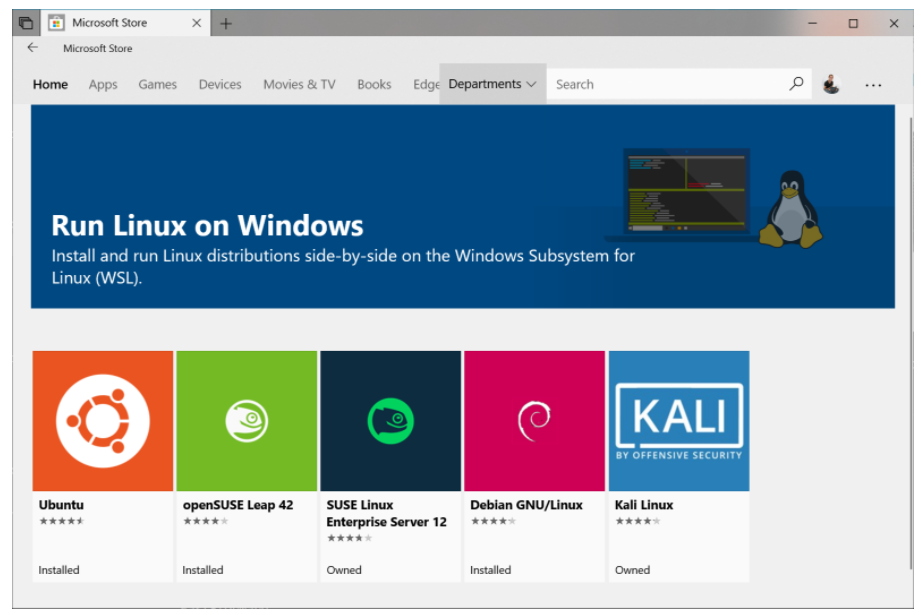 Microsoft Store
Microsoft Store
Home Apps Games Devices Movies & TV Books Edge Departments Search
Run Linux on Windows
Install and run Linux distributions side-by-side on the Windows Subsystem for
Linux (WSL).
KALI
BY OFFENSIVE SECURITY
Ubuntu
openSUSE Leap 42
SUSE Linux
Enterprise Server 12
Debian GNU/Linux
Kali Linux
Installed
Installed
Owned
Installed
Owned